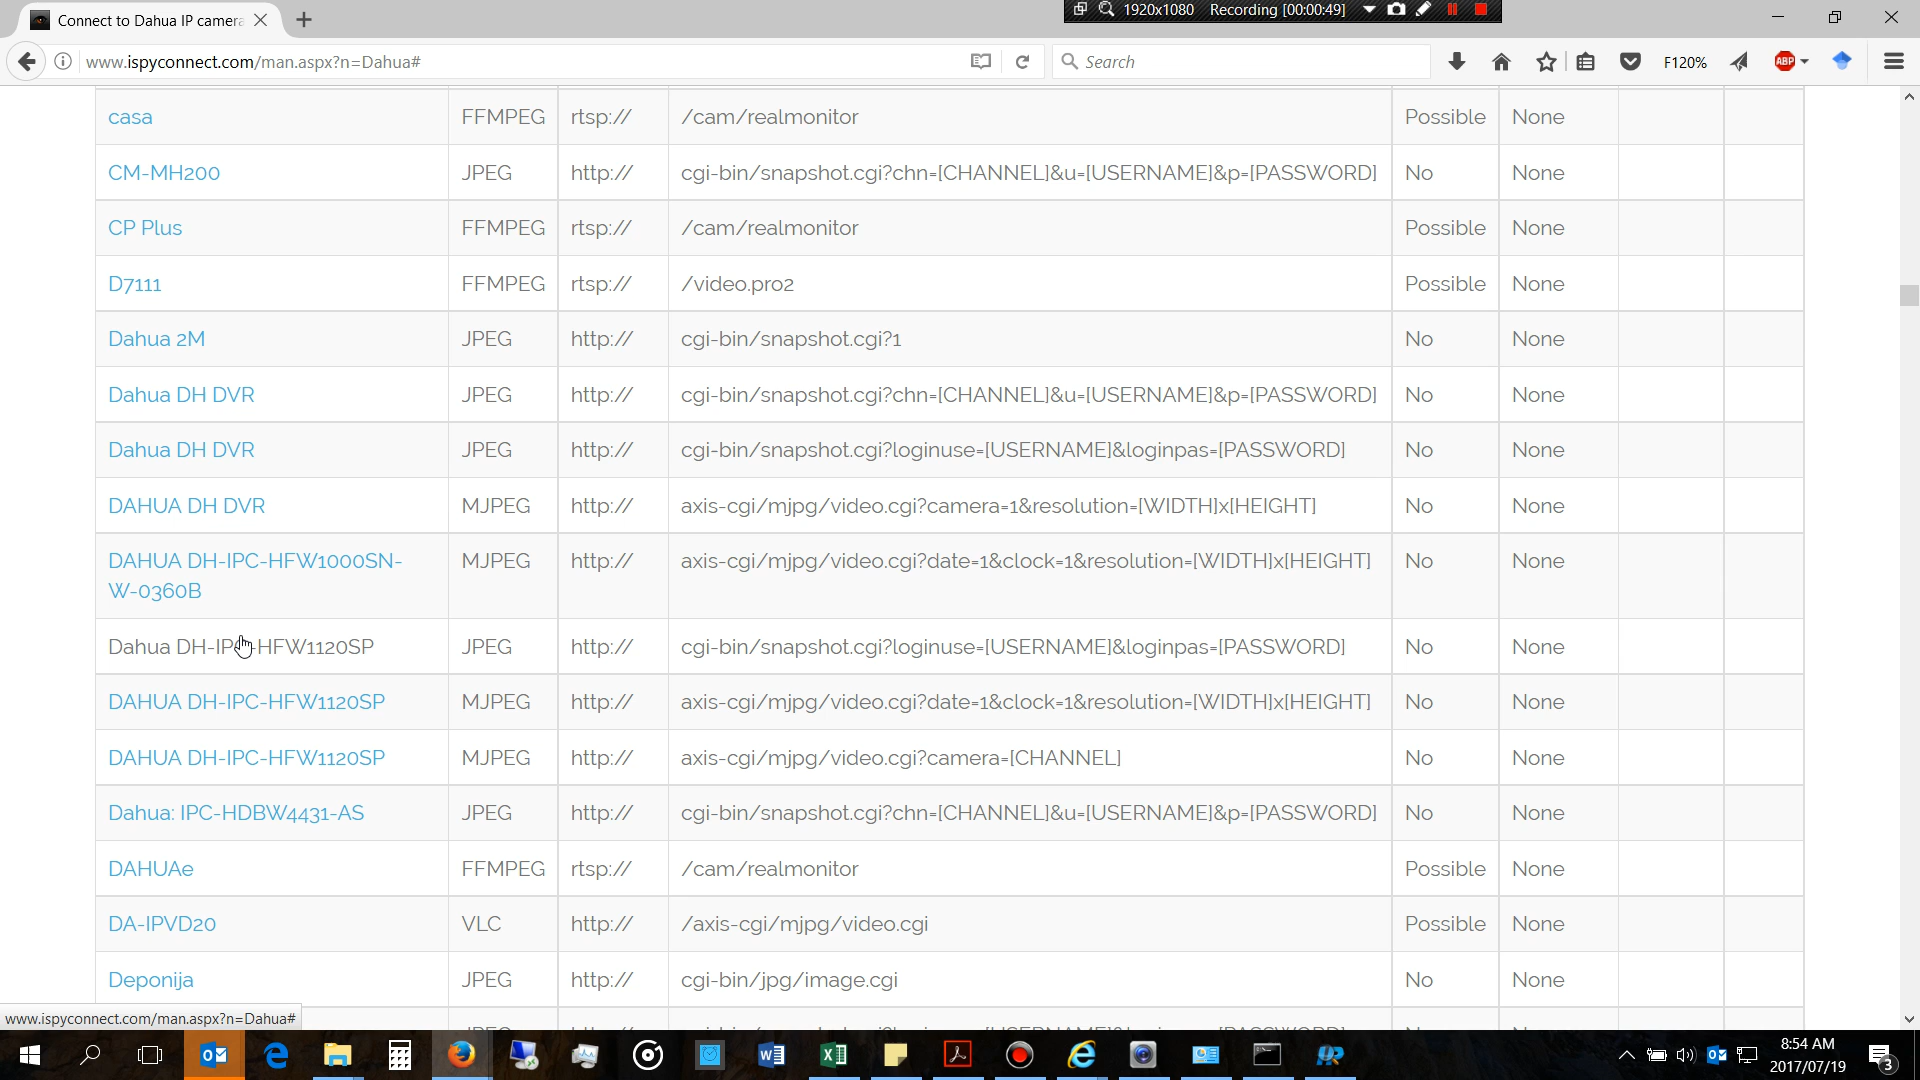 Connect to Dahua IP camera
1920x1080 Recording [00:00:49]
www.ispyconnect.com/man.aspx?n=Dahua#
Search
F120%
ABP
casa FFMPEG rtsp:// /cam/realmonitor Possible None
CM-MH200 JPEG http:// cgi-bin/snapshot.cgi?chn=[CHANNEL]&u=[USERNAME]&p=[PASSWORD] No None
CP Plus FFMPEG rtsp:// /cam/realmonitor Possible None
D7111 FFMPEG rtsp:// /video.pro2 Possible None
Dahua 2M JPEG http:// cgi-bin/snapshot.cgi?1 No None
Dahua DH DVR JPEG http:// cgi-bin/snapshot.cgi?chn=[CHANNEL]&u=[USERNAME]&p=[PASSWORD] No None
Dahua DH DVR JPEG http:// cgi-bin/snapshot.cgi?loginuse=[USERNAME]&loginpas=[PASSWORD] No None
DAHUA DH DVR MJPEG http:// axis-cgi/mjpg/video.cgi?camera=1&resolution=[WIDTH]x[HEIGHT] No None
DAHUA DH-IPC-HFW1000SN- MJPEG http:// axis-cgi/mjpg/video.cgi?date=1&clock=1&resolution=[WIDTH]x[HEIGHT] No None
W-0360B
Dahua DH-IPC-HFW1120SP JPEG http:// cgi-bin/snapshot.cgi?loginuse=[USERNAME]&loginpas=[PASSWORD] No None
DAHUA DH-IPC-HFW1120SP MJPEG http:// axis-cgi/mjpg/video.cgi?date=1&clock=1&resolution=[WIDTH]x[HEIGHT] No None
DAHUA DH-IPC-HFW1120SP MJPEG http:// axis-cgi/mjpg/video.cgi?camera=[CHANNEL] No None
Dahua: IPC-HDBW4431-AS JPEG http:// cgi-bin/snapshot.cgi?chn=[CHANNEL]&u=[USERNAME]&p=[PASSWORD] No None
DAHUAe FFMPEG rtsp:// /cam/realmonitor Possible None
DA-IPVD20 VLC http:// /axis-cgi/mjpg/video.cgi Possible None
Deponija JPEG http:// cgi-bin/jpg/image.cgi No None
www.ispyconnect.com/man.aspx?n=Dahua#
8:54 AM
2017/07/19
3